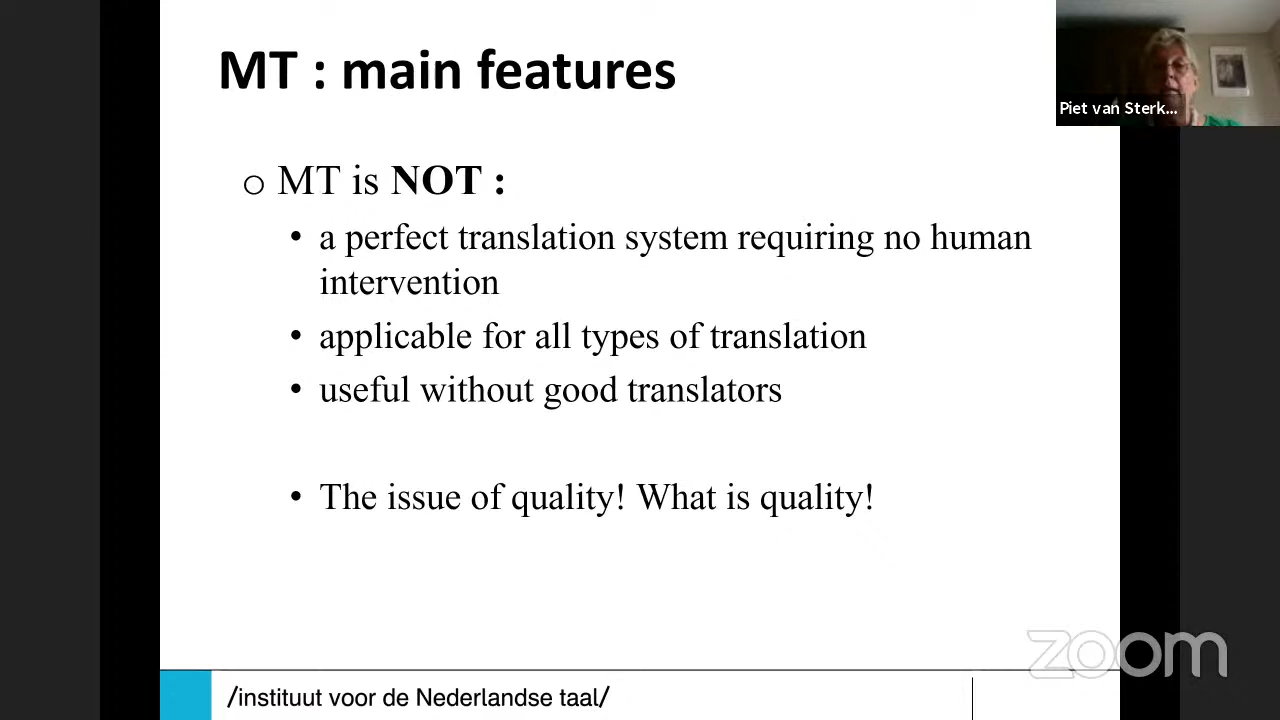 MT : main features
Piet van Sterk...
o MT is NOT :
• a perfect translation system requiring no human
intervention
• applicable for all types of translation
• useful without good translators
• The issue of quality! What is quality!
zoom
/instituut voor de Nederlandse taal/